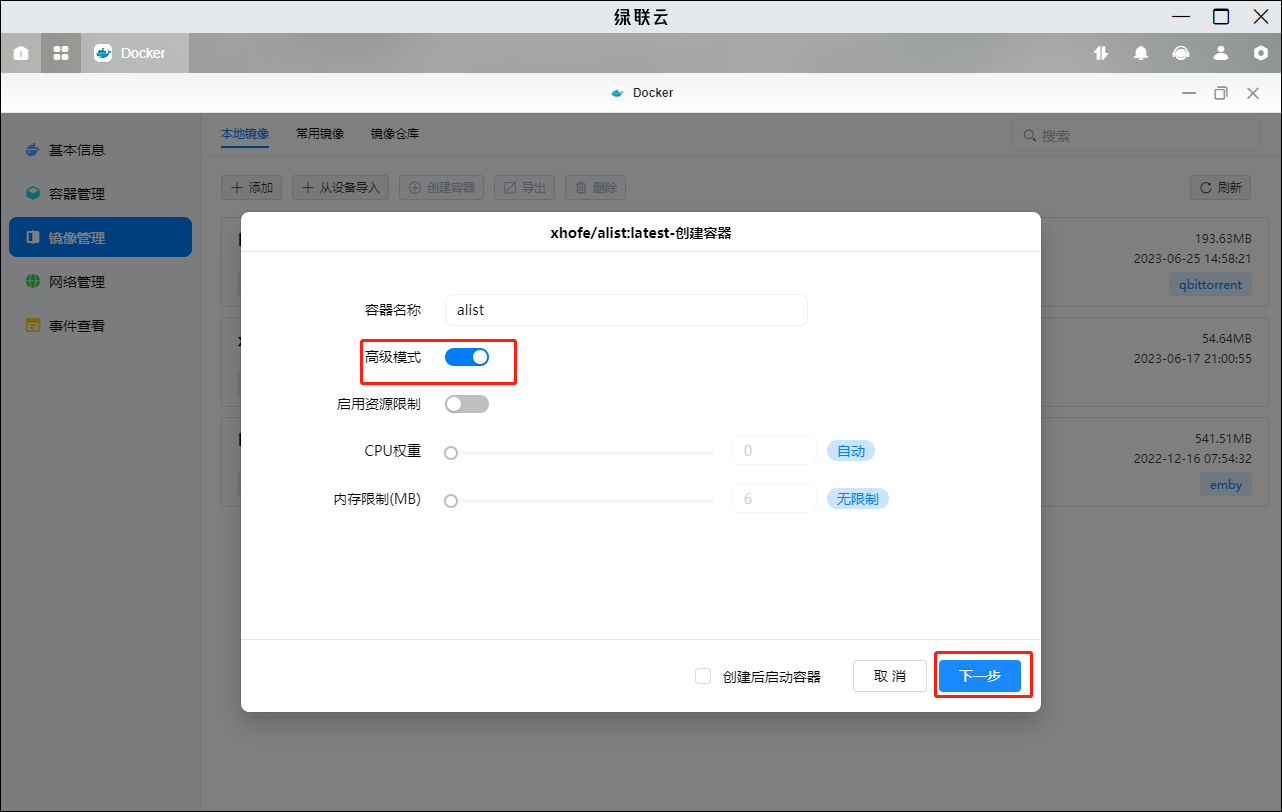 绿联云
Docker
Docker
基本信息
容器管理
镜像管理
网络管理
事件查看
本地镜像 常用镜像 镜像仓库
搜索
添加 从设备导入 创建容器 导出 删除 刷新
193.63MB
2023-06-25 14:58:21
qbittorrent
54.64MB
2023-06-17 21:00:55
541.51MB
2022-12-16 07:54:32
emby
xhofe/alist:latest-创建容器
容器名称 alist
高级模式
启用资源限制
CPU权重 0 自动
内存限制(MB) 6 无限制
创建后启动容器 取 消 下一步